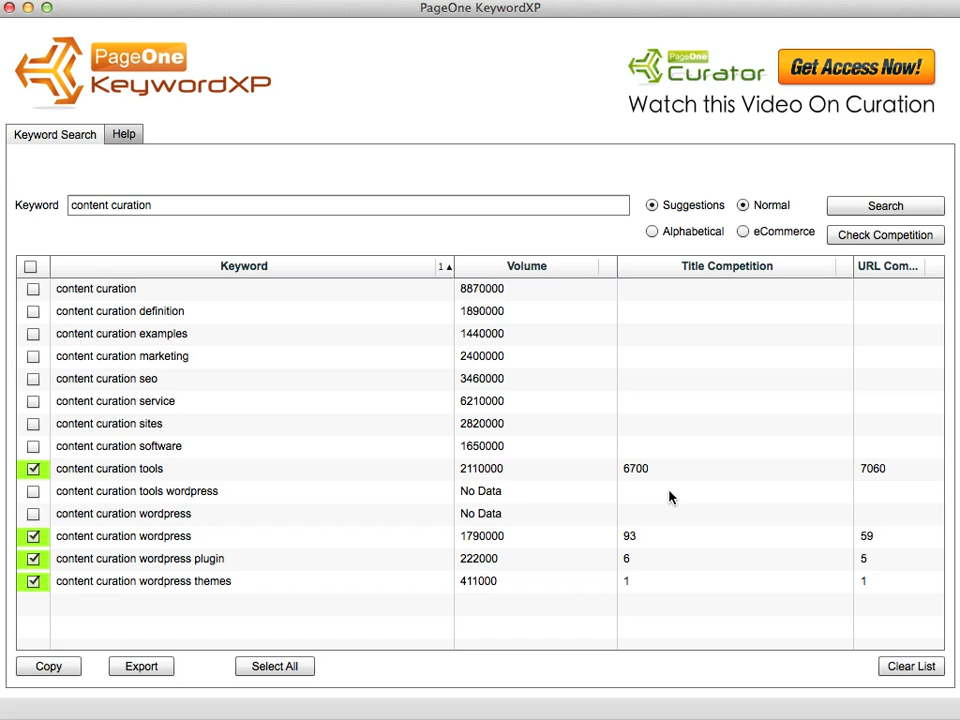 PageOne KeywordXP
PageOne
KeywordXP
PageOne
Curator
Get Access Now!
Watch this Video On Curation
Keyword Search Help
Keyword content curation Suggestions Normal Search
Alphabetical eCommerce Check Competition
Keyword 1 Volume Title Competition URL Com...
content curation 8870000
content curation definition 1890000
content curation examples 1440000
content curation marketing 2400000
content curation seo 3460000
content curation service 6210000
content curation sites 2820000
content curation software 1650000
content curation tools 2110000 6700 7060
content curation tools wordpress No Data
content curation wordpress No Data
content curation wordpress 1790000 93 59
content curation wordpress plugin 222000 6 5
content curation wordpress themes 411000 1 1
Copy Export Select All Clear List